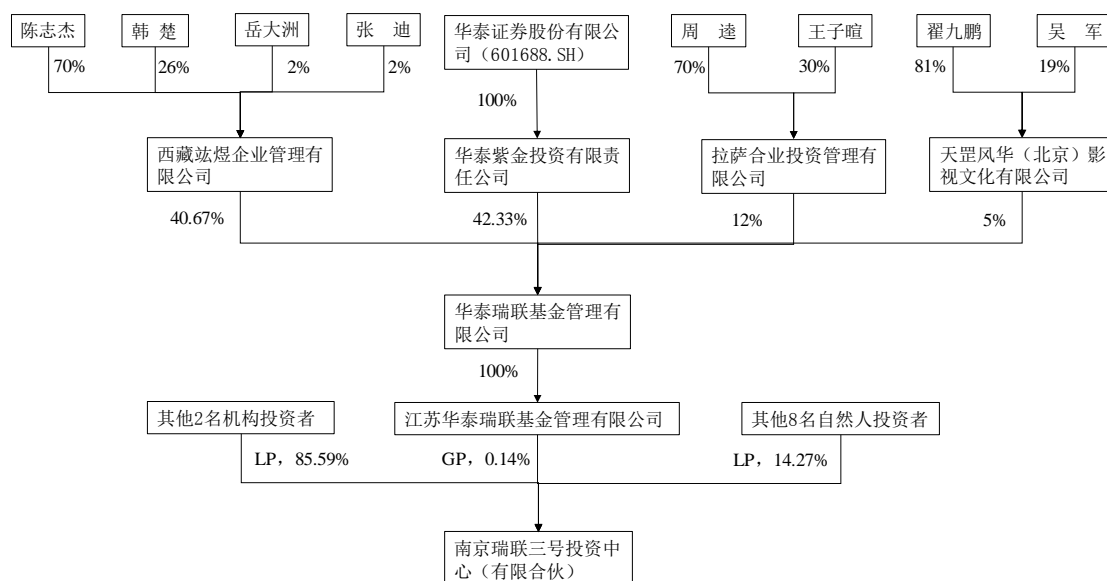 陈志杰
韩 楚
岳大洲
张 迪
华泰证券股份有限公
司（601688.SH）
周 逵
王子暄
翟九鹏
吴 军
70%
26%
2%
2%
100%
70%
30%
81%
19%
西藏竑煜企业管理有
限公司
华泰紫金投资有限责
任公司
拉萨合业投资管理有
限公司
天罡风华（北京）影
视文化有限公司
40.67%
42.33%
12%
5%
华泰瑞联基金管理有
限公司
100%
其他2名机构投资者
江苏华泰瑞联基金管理有限公司
其他8名自然人投资者
LP，85.59%
GP，0.14%
LP，14.27%
南京瑞联三号投资中
心（有限合伙）